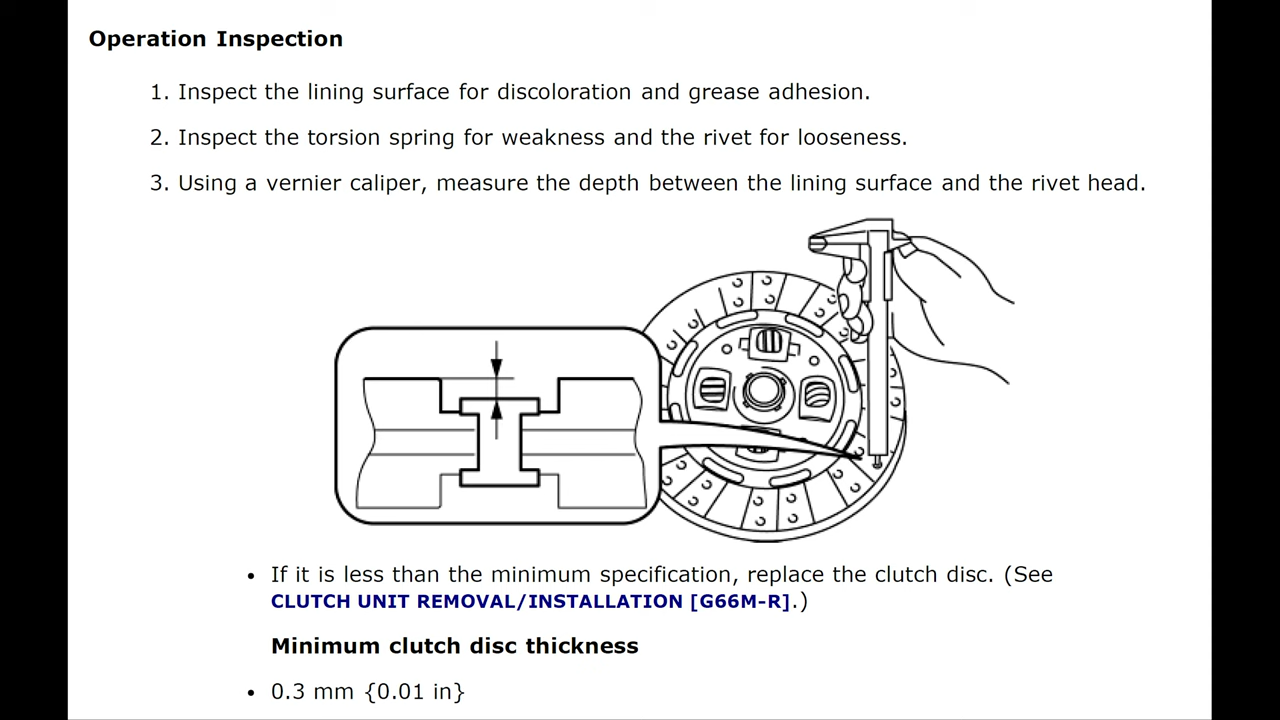 Operation Inspection
1. Inspect the lining surface for discoloration and grease adhesion.
2. Inspect the torsion spring for weakness and the rivet for looseness.
3. Using a vernier caliper, measure the depth between the lining surface and the rivet head.
• If it is less than the minimum specification, replace the clutch disc. (See
CLUTCH UNIT REMOVAL/INSTALLATION [G66M-R].)
Minimum clutch disc thickness
• 0.3 mm {0.01 in}